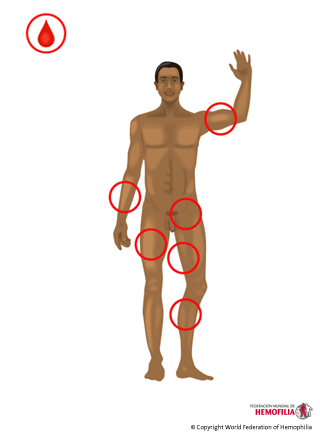 FEDERACIÓN MUNDIAL DE
HEMOFILIA
© Copyright World Federation of Hemophilia